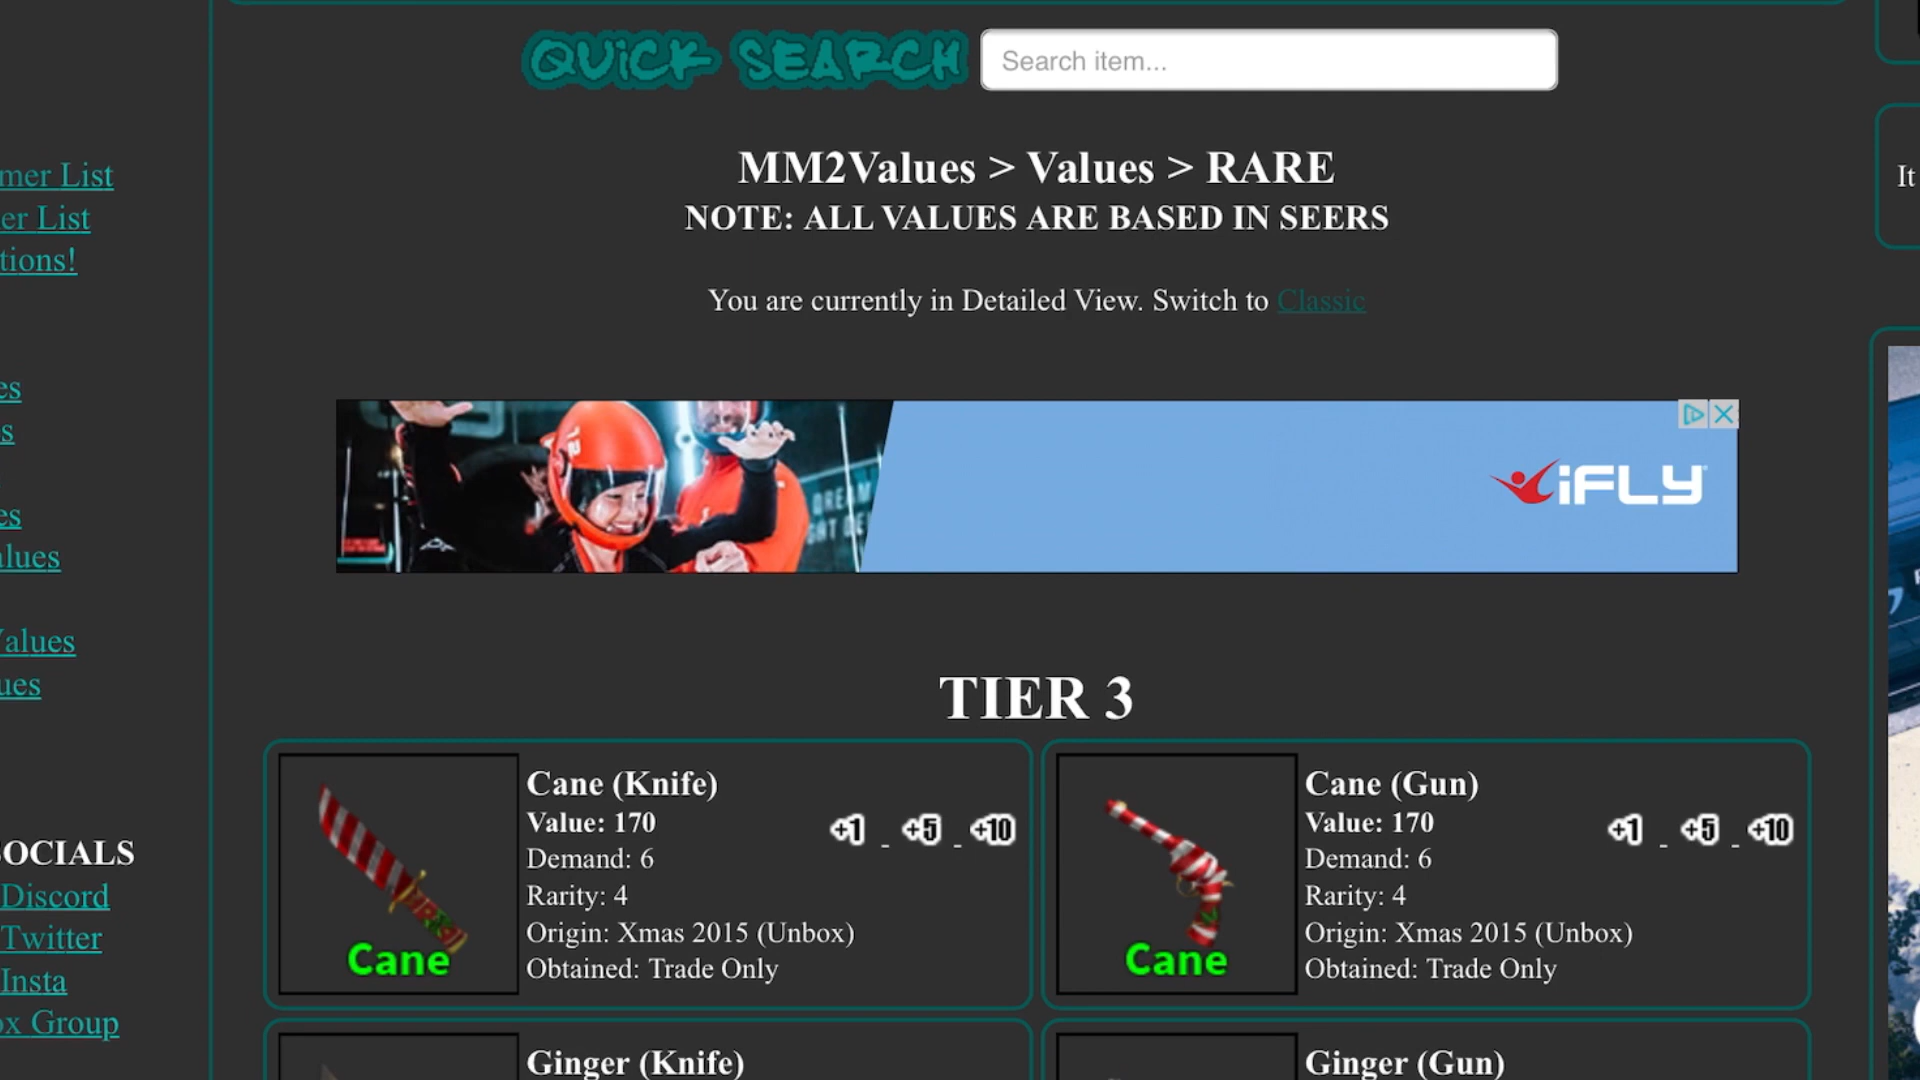 QUICK SEARCH
Search item...
It
mer List
er List
tions!
MM2Values > Values > RARE
NOTE: ALL VALUES ARE BASED IN SEERS
You are currently in Detailed View. Switch to Classic
es
s
es
alues
Values
ues
iFLY
TIER 3
Cane (Knife)
Value: 170
Demand: 6
Rarity: 4
Origin: Xmas 2015 (Unbox)
Obtained: Trade Only
+1 - +5 - +10
Cane
Cane (Gun)
Value: 170
Demand: 6
Rarity: 4
Origin: Xmas 2015 (Unbox)
Obtained: Trade Only
+1 - +5 - +10
Cane
SOCIALS
Discord
Twitter
Insta
ox Group
Ginger (Knife)
Ginger (Gun)